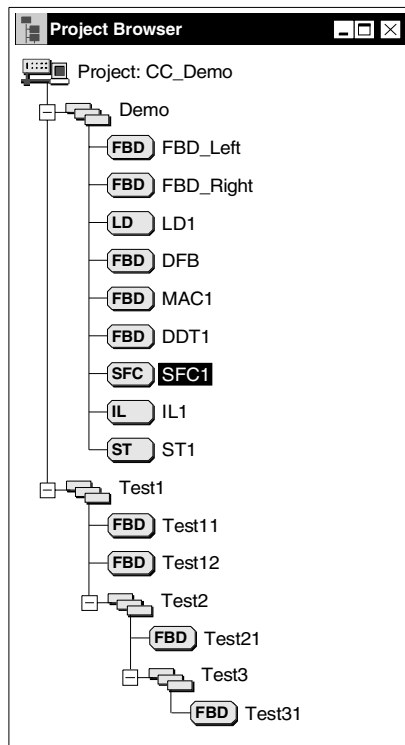 Project Browser
Project: CC_Demo
Demo
FBD FBD_Left
FBD FBD_Right
LD LD1
FBD DFB
FBD MAC1
FBD DDT1
SFC SFC1
IL IL1
ST ST1
Test1
FBD Test11
FBD Test12
Test2
FBD Test21
Test3
FBD Test31